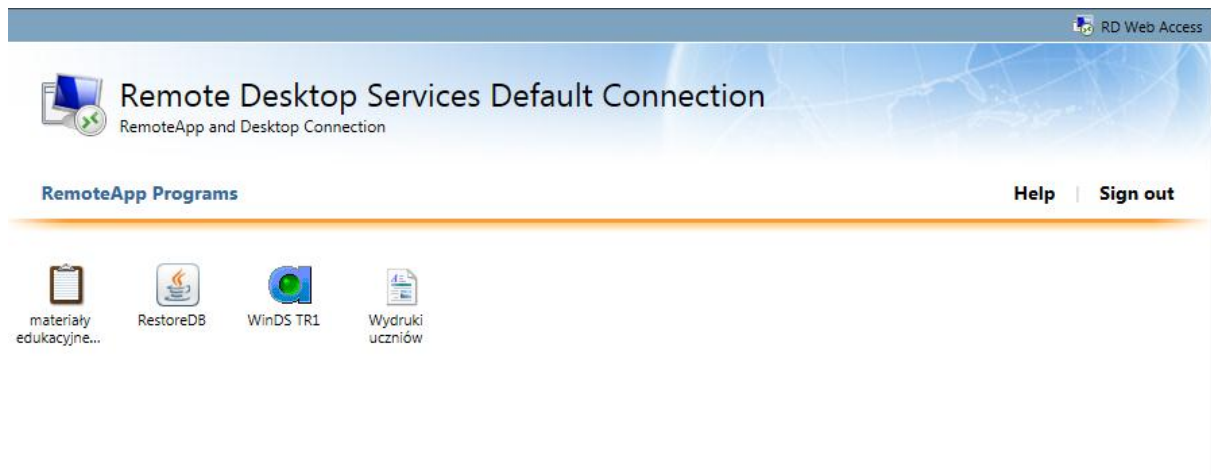 RD Web Access
Remote Desktop Services Default Connection
RemoteApp and Desktop Connection
RemoteApp Programs
Help | Sign out
materiały
edukacyjne...
RestoreDB
WinDS TR1
Wydruki
uczniów